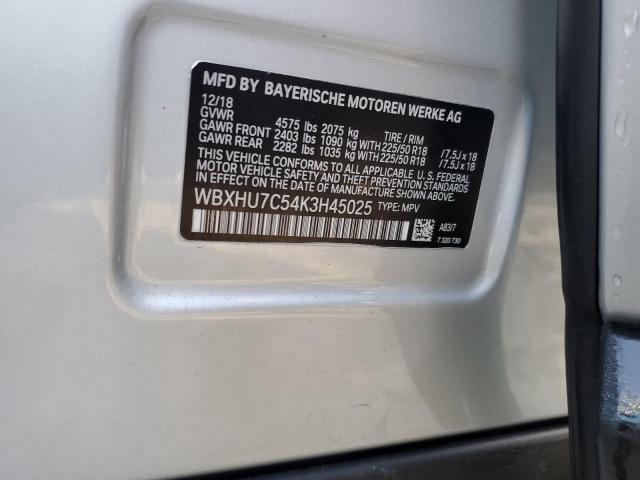 MFD BY BAYERISCHE MOTOREN WERKE AG
12/18
GVWR 4575 lbs 2075 kg TIRE / RIM
GAWR FRONT 2403 lbs 1090 kg WITH 225/50 R18 /7.5J x 18
GAWR REAR 2282 lbs 1035 kg WITH 225/50 R18 /7.5J x 18
THIS VEHICLE CONFORMS TO ALL APPLICABLE U.S. FEDERAL
MOTOR VEHICLE SAFETY STANDARDS IN EFFECT ON THE DATE OF
MANUFACTURE SHOWN ABOVE.
WBXHU7C54K3H45025 TYPE: MPV
A83/7
7 320 730